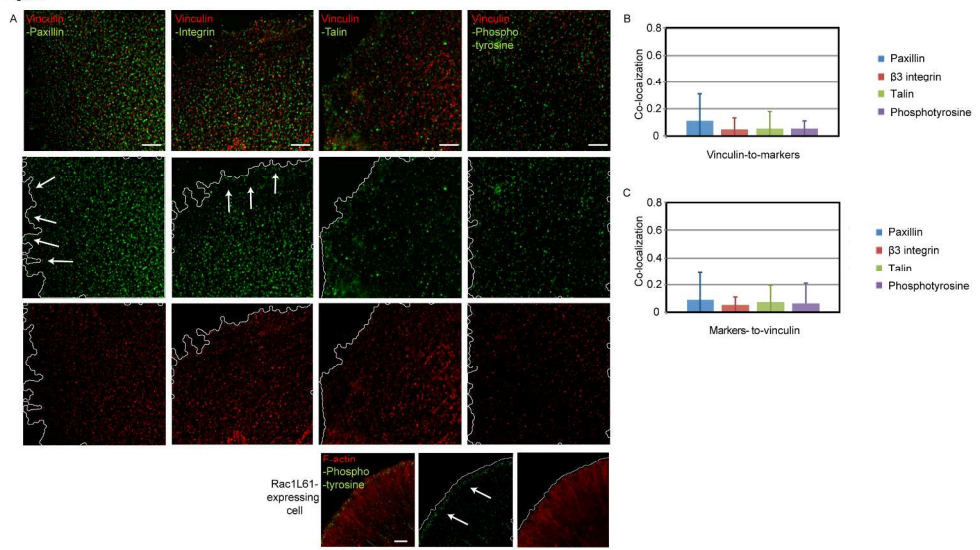 A
Vinculin
-Paxillin
Vinculin
-Integrin
Vinculin
-Talin
Vinculin
-Phospho
-tyrosine
Rac1L61-
expressing
cell
F-actin
-Phospho
-tyrosine
B
Co-localization
0.8
0.6
0.4
0.2
0
Vinculin-to-markers
Paxillin
β3 integrin
Talin
Phosphotyrosine
C
Co-localization
0.8
0.6
0.4
0.2
0
Markers-to-vinculin
Paxillin
β3 integrin
Talin
Phosphotyrosine